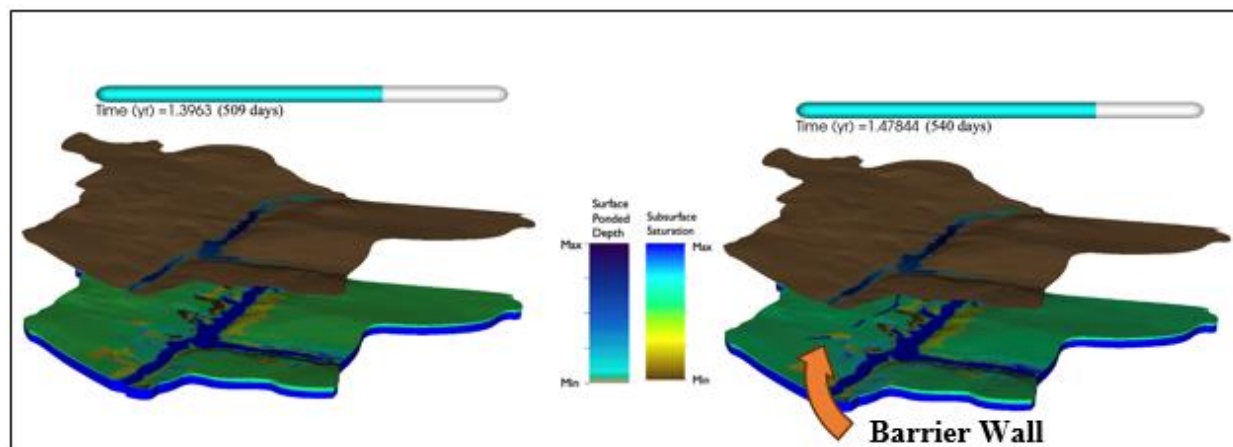 Time (yr) =1.3963 (509 days)
Time (yr) =1.47844 (540 days)
Surface
Ponded
Depth
Subsurface
Saturation
Max
Max
Min
Min
Barrier Wall